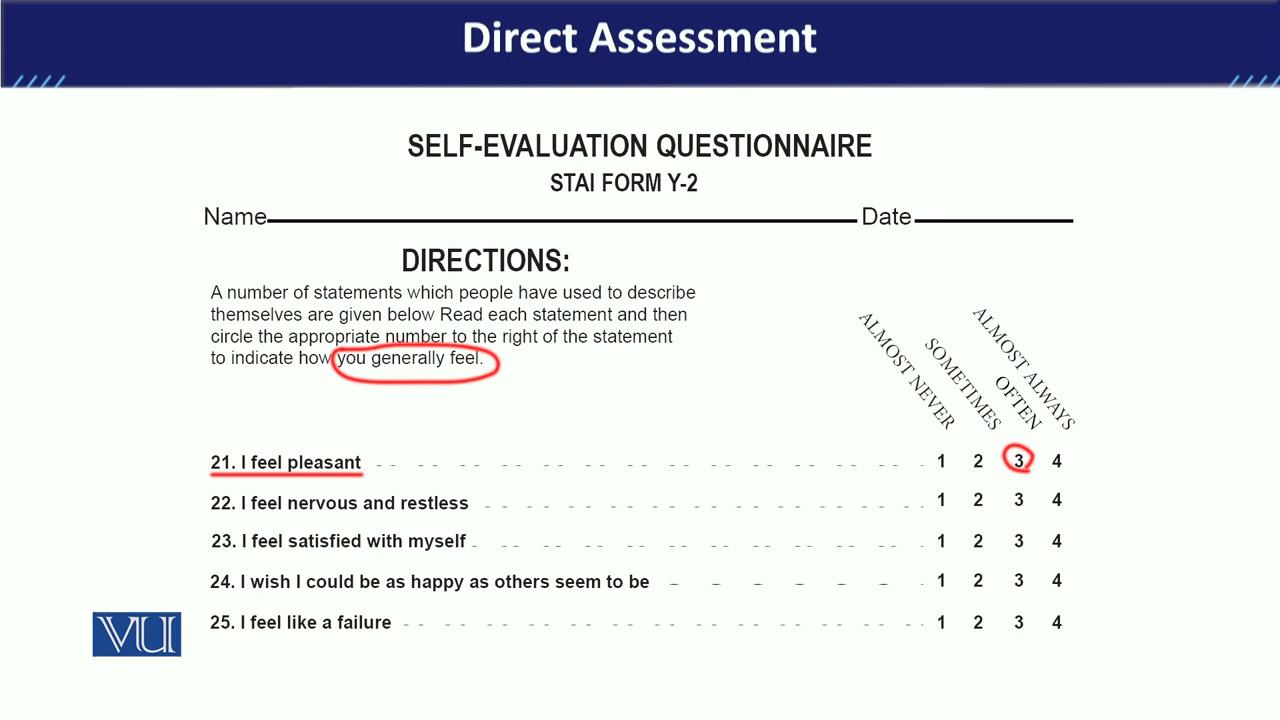 Direct Assessment
SELF-EVALUATION QUESTIONNAIRE
STAI FORM Y-2
Name Date
DIRECTIONS:
A number of statements which people have used to describe
themselves are given below Read each statement and then
circle the appropriate number to the right of the statement
to indicate how you generally feel.
ALMOST NEVER
SOMETIMES
OFTEN
ALMOST ALWAYS
21. I feel pleasant 1 2 3 4
22. I feel nervous and restless 1 2 3 4
23. I feel satisfied with myself 1 2 3 4
24. I wish I could be as happy as others seem to be 1 2 3 4
25. I feel like a failure 1 2 3 4
VU